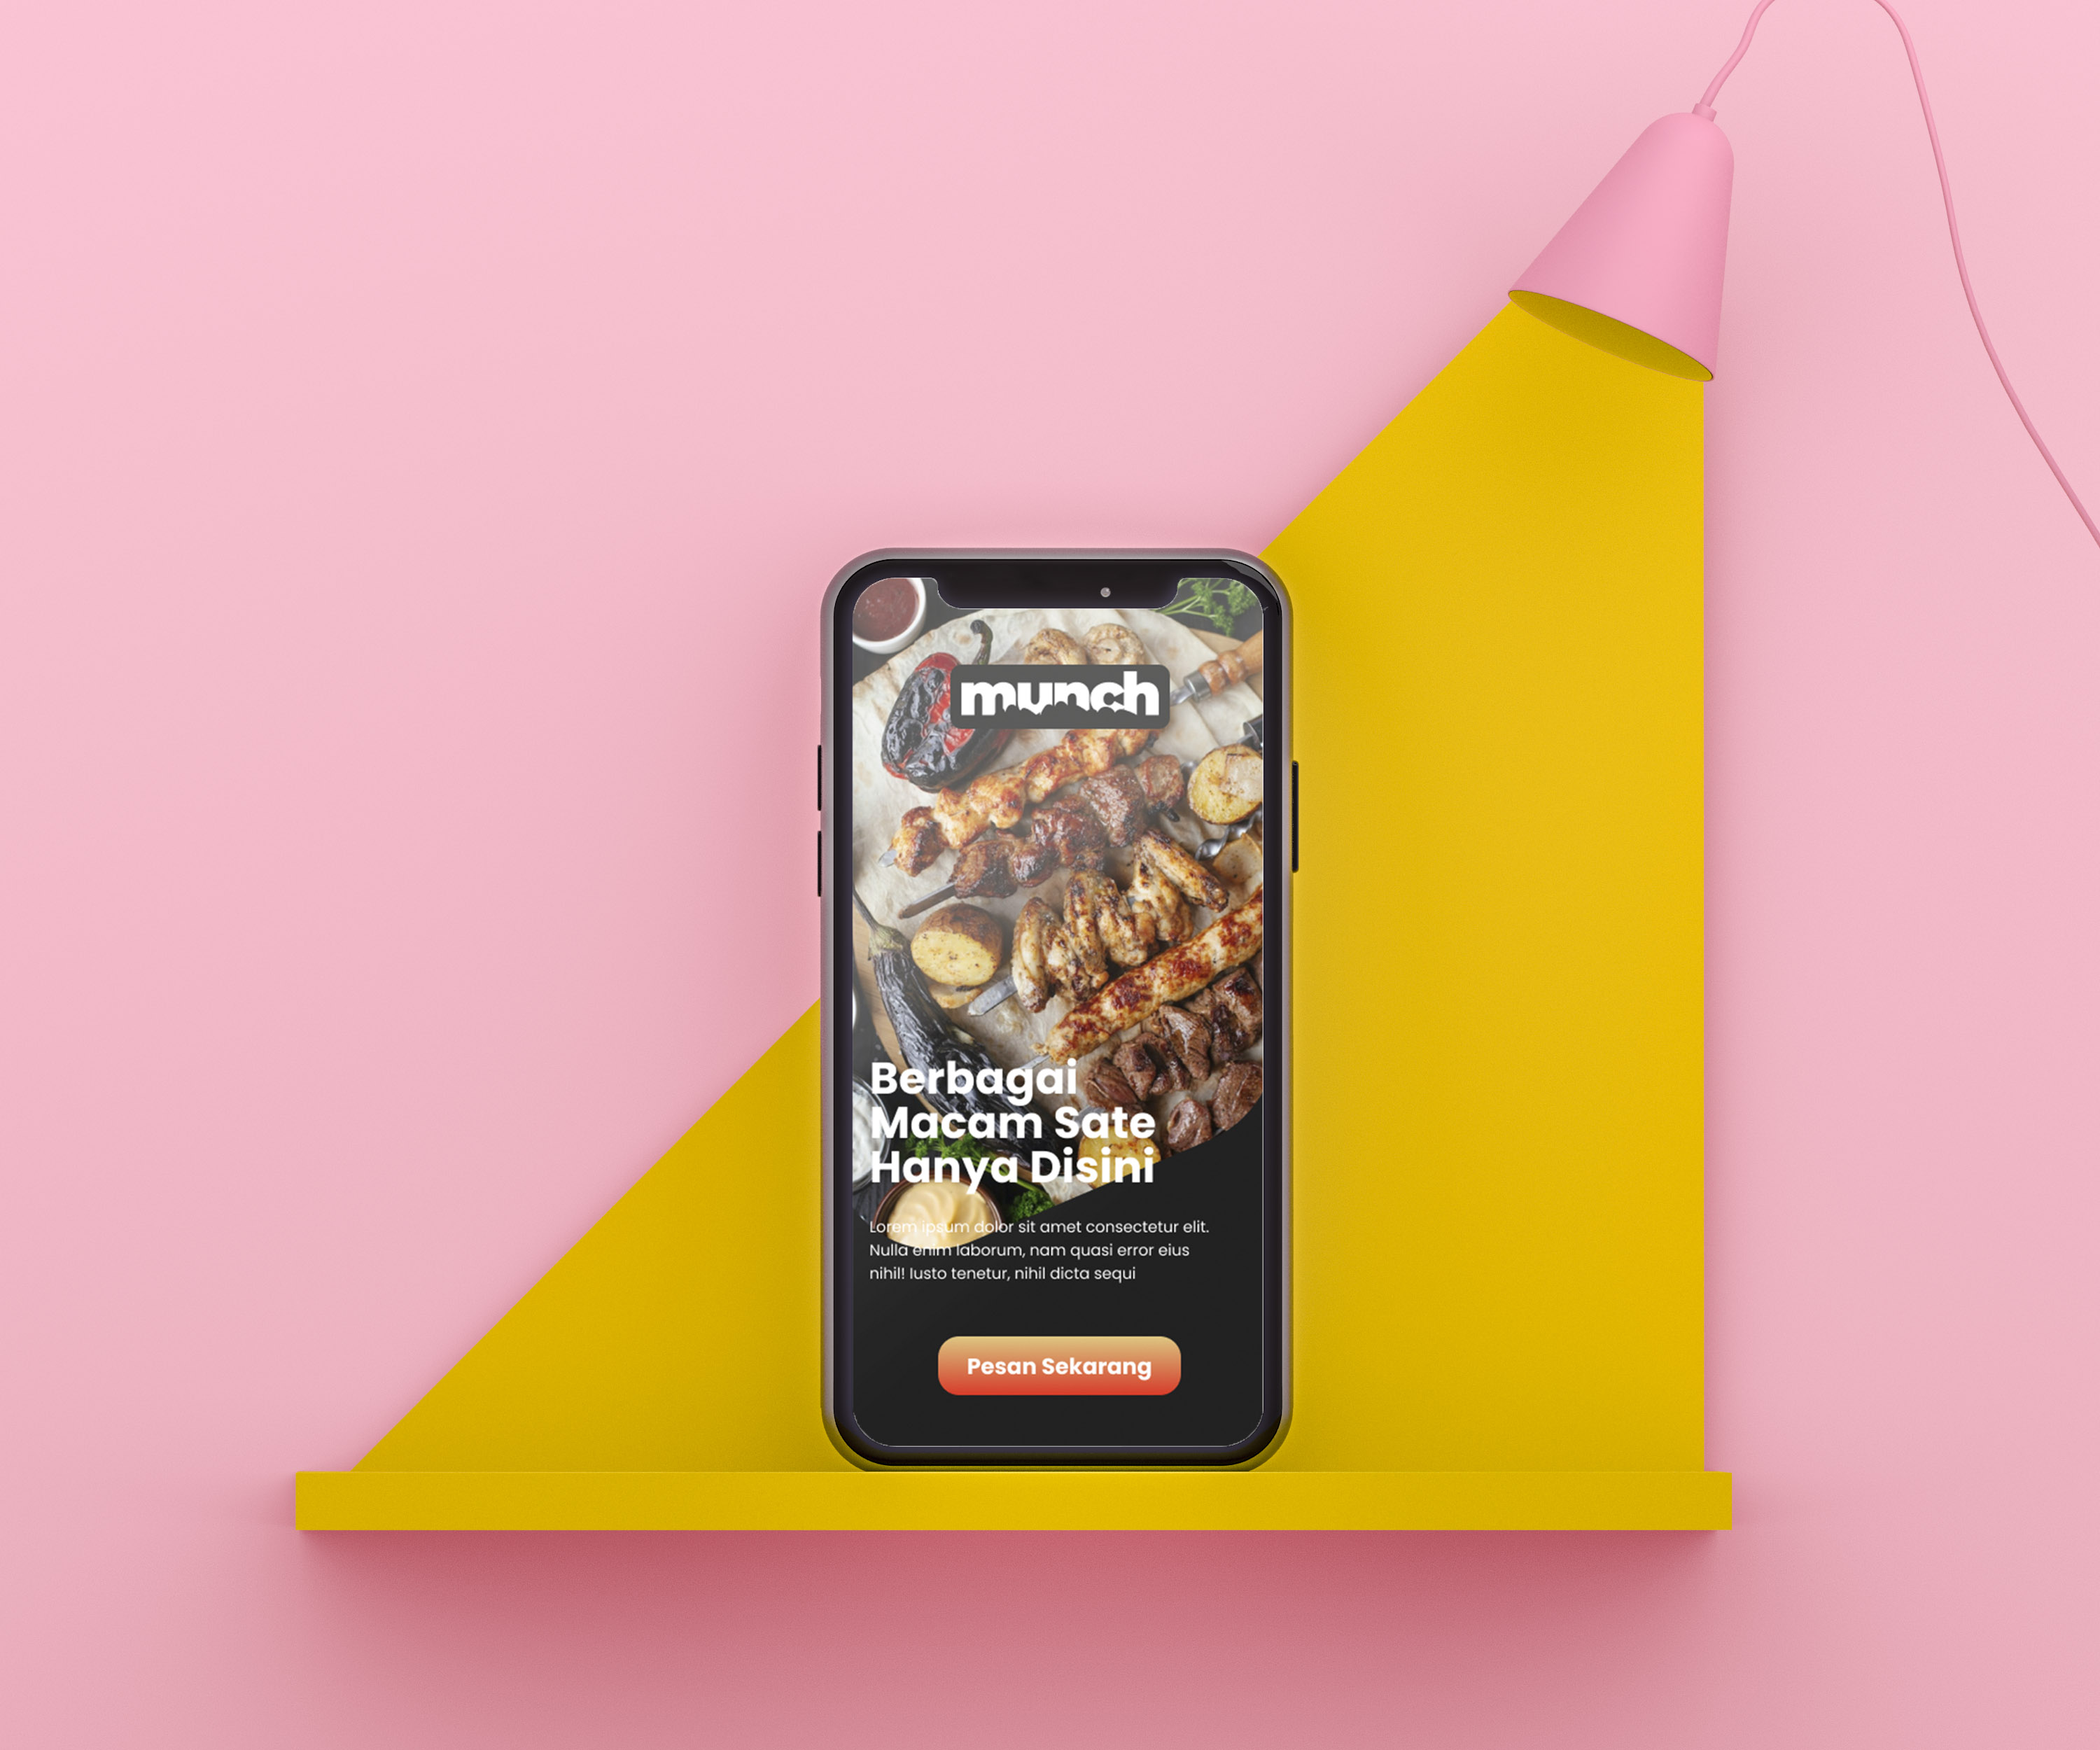 munch
Berbagai
Macam Sate
Hanya Disini
Lorem ipsum dolor sit amet consectetur elit.
Nulla enim laborum, nam quasi error eius
nihil! Iusto tenetur, nihil dicta sequi
Pesan Sekarang